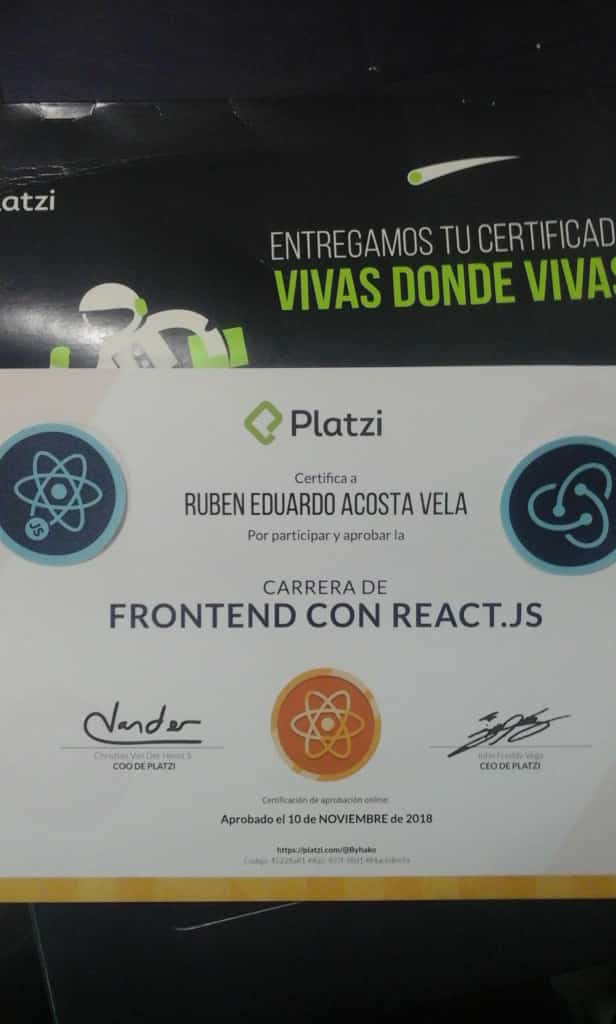 latzi
ENTREGAMOS TU CERTIFICAD
VIVAS DONDE VIVAS
Platzi
Certifica a
RUBEN EDUARDO ACOSTA VELA
Por participar y aprobar la
CARRERA DE
FRONTEND CON REACT.JS
JS
Vander
Christian Van Der Henst S.
COO DE PLATZI
John Freddy Vega
CEO DE PLATZI
Certificación de aprobación online:
Aprobado el 10 de NOVIEMBRE de 2018
https://platzi.com/@Byhako
Código: